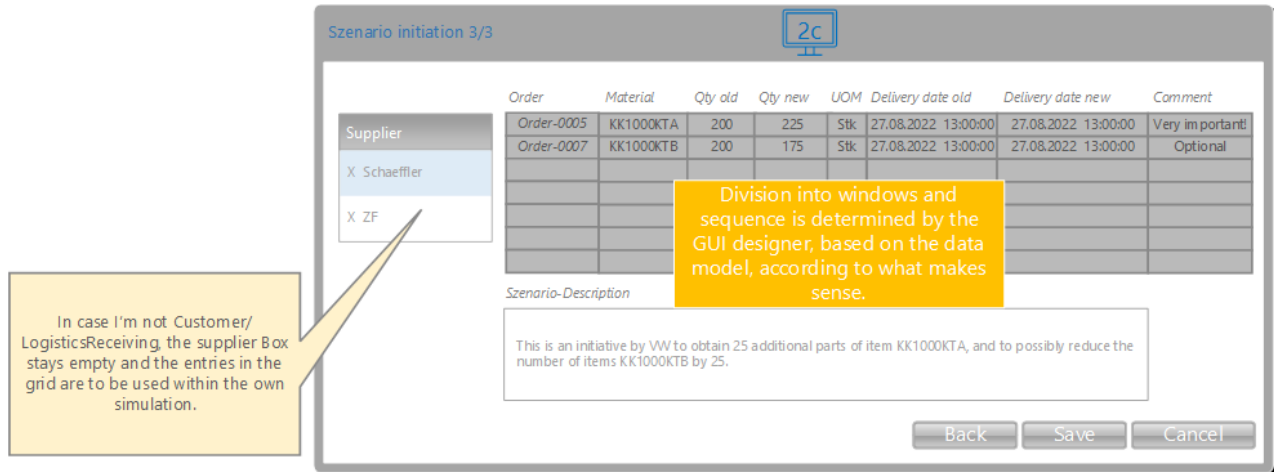 Szenario initiation 3/3
2c
Order Material Qty old Qty new UOM Delivery date old Delivery date new Comment
Supplier
X Schaeffler
X ZF
Order-0005 KK1000KTA 200 225 Stk 27.08.2022 13:00:00 27.08.2022 13:00:00 Very important!
Order-0007 KK1000KTB 200 175 Stk 27.08.2022 13:00:00 27.08.2022 13:00:00 Optional
Division into windows and
sequence is determined by the
GUI designer, based on the data
model, according to what makes
sense.
Szenario-Description
This is an initiative by VW to obtain 25 additional parts of item KK1000KTA, and to possibly reduce the
number of items KK1000KTB by 25.
In case I'm not Customer/
LogisticsReceiving, the supplier Box
stays empty and the entries in the
grid are to be used within the own
simulation.
Back Save Cancel